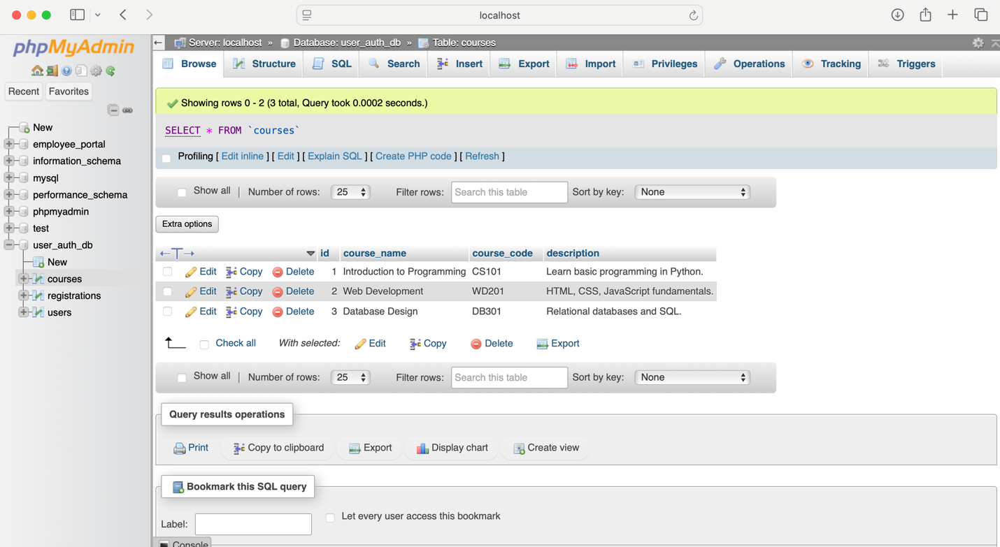 localhost
phpMyAdmin
Recent Favorites
New
employee_portal
information_schema
mysql
performance_schema
phpmyadmin
test
user_auth_db
New
courses
registrations
users
Server: localhost » Database: user_auth_db » Table: courses
Browse Structure SQL Search Insert Export Import Privileges Operations Tracking Triggers
Showing rows 0 - 2 (3 total, Query took 0.0002 seconds.)
SELECT * FROM `courses`
Profiling [ Edit inline ] [ Edit ] [ Explain SQL ] [ Create PHP code ] [ Refresh ]
Show all | Number of rows: 25 Filter rows: Search this table Sort by key: None
Extra options
←T→ id course_name course_code description
Edit Copy Delete 1 Introduction to Programming CS101 Learn basic programming in Python.
Edit Copy Delete 2 Web Development WD201 HTML, CSS, JavaScript fundamentals.
Edit Copy Delete 3 Database Design DB301 Relational databases and SQL.
Check all With selected: Edit Copy Delete Export
Show all | Number of rows: 25 Filter rows: Search this table Sort by key: None
Query results operations
Print Copy to clipboard Export Display chart Create view
Bookmark this SQL query
Label: Let every user access this bookmark
Console